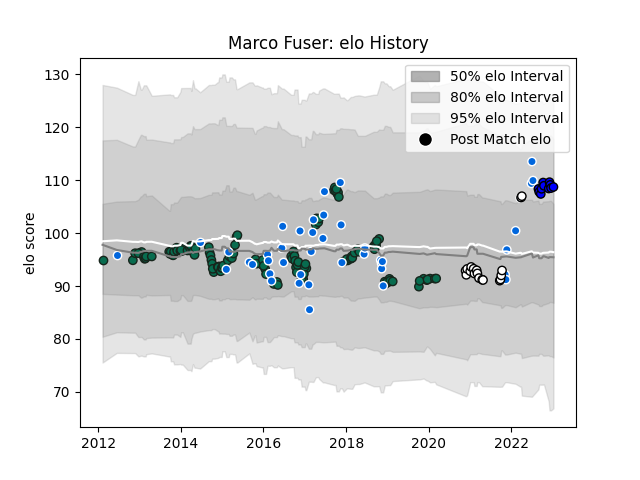 Marco Fuser: elo History
50% elo Interval
80% elo Interval
95% elo Interval
Post Match elo
elo score
130
120
110
100
90
80
70
2012
2014
2016
2018
2020
2022